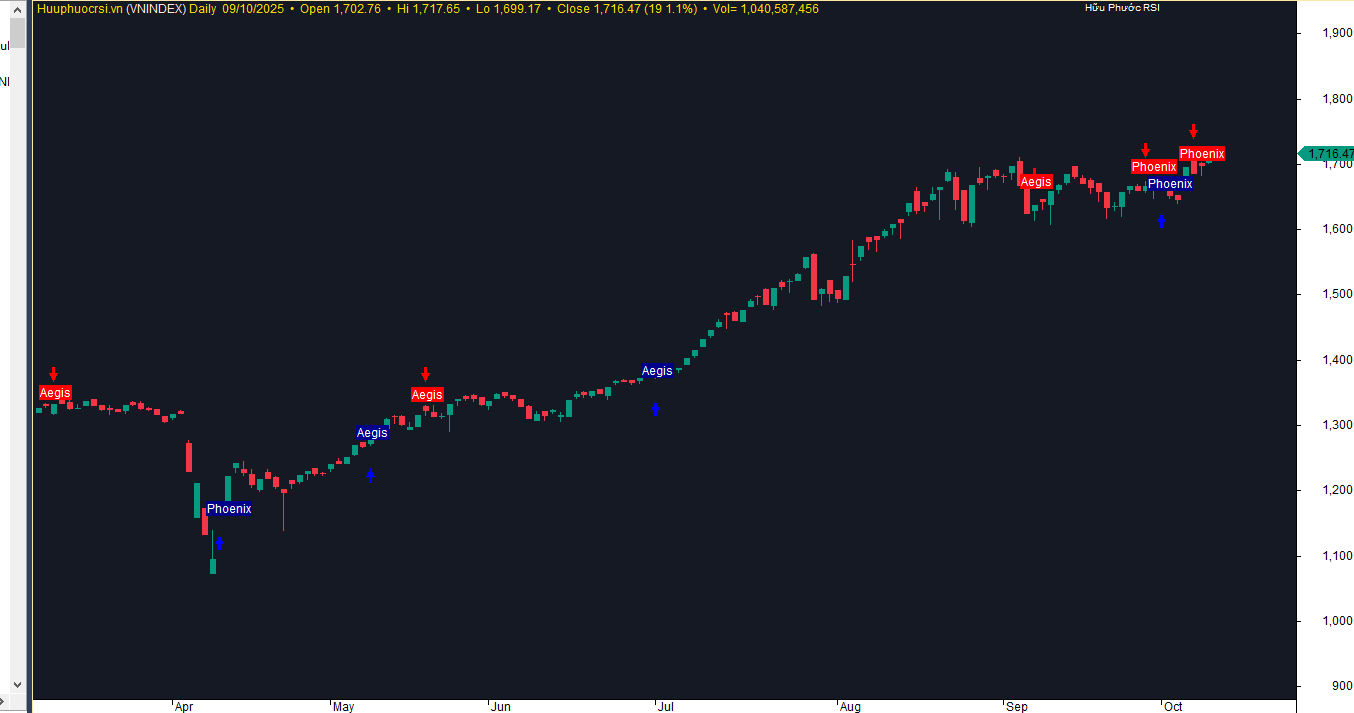 Huuphuocrsi.vn (VNINDEX) Daily 09/10/2025 • Open 1,702.76 • Hi 1,717.65 • Lo 1,699.17 • Close 1,716.47 (19 1.1%) • Vol= 1,040,587,456
Hữu Phước RSI
1,900
1,800
Phoenix
1,716.47
1,700
Phoenix
Aegis
Phoenix
1,600
1,500
1,400
Aegis
Aegis
Aegis
1,300
Aegis
1,200
Phoenix
1,100
1,000
900
Apr
May
Jun
Jul
Aug
Sep
Oct